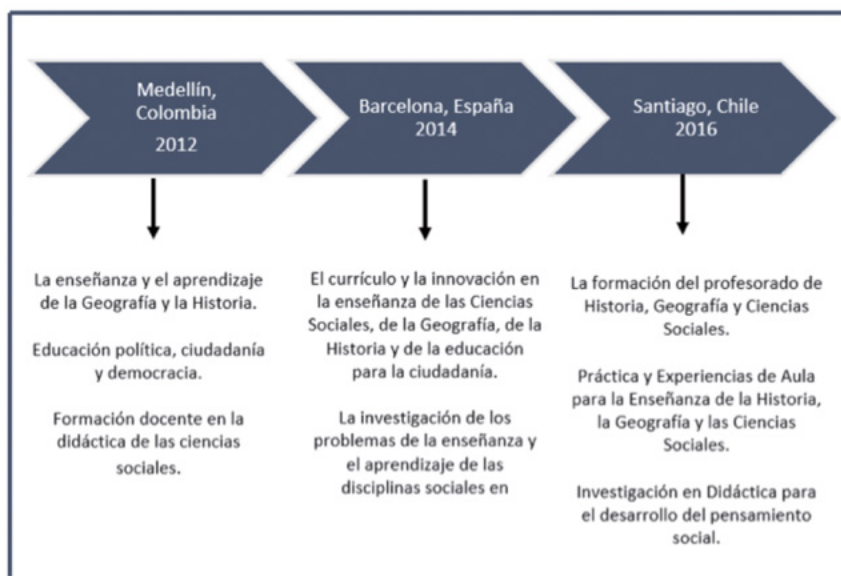 Medellín,
Colombia
2012
Barcelona, España
2014
Santiago, Chile
2016
La enseñanza y el aprendizaje
de la Geografía y la Historia.
Educación política, ciudadanía
y democracia.
Formación docente en la
didáctica de las ciencias
sociales.
El currículo y la innovación en
la enseñanza de las Ciencias
Sociales, de la Geografía, de la
Historia y de la educación
para la ciudadanía.
La investigación de los
problemas de la enseñanza y
el aprendizaje de las
disciplinas sociales en
La formación del profesorado de
Historia, Geografía y Ciencias
Sociales.
Práctica y Experiencias de Aula
para la Enseñanza de la Historia,
la Geografía y las Ciencias
Sociales.
Investigación en Didáctica para
el desarrollo del pensamiento
social.